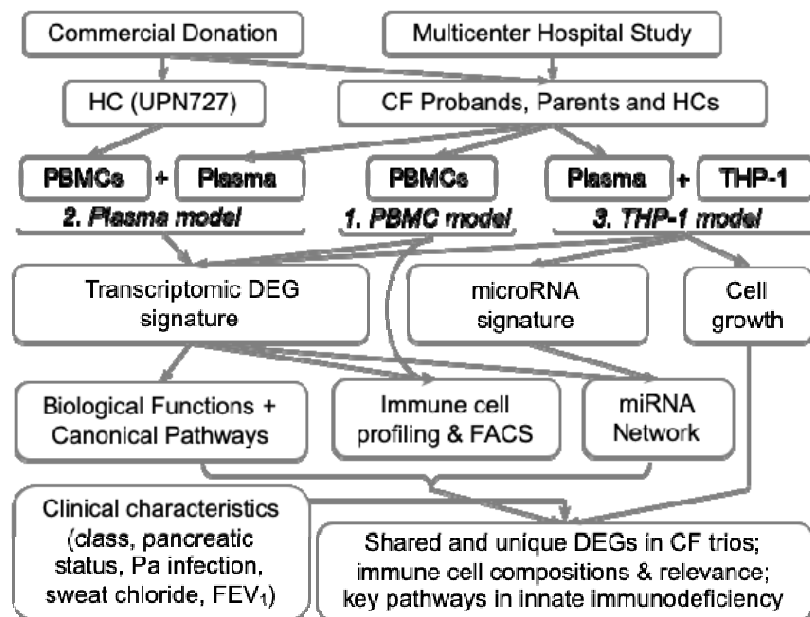 Commercial Donation
Multicenter Hospital Study
HC (UPN727)
CF Probands, Parents and HCs
PBMCs + Plasma
PBMCs
Plasma + THP-1
2. Plasma model
1. PBMC model
3. THP-1 model
Transcriptomic DEG
signature
microRNA
signature
Cell
growth
Biological Functions +
Canonical Pathways
Immune cell
profiling & FACS
miRNA
Network
Clinical characteristics
(class, pancreatic
status, Pa infection,
sweat chloride, FEV₁)
Shared and unique DEGs in CF trios;
immune cell compositions & relevance;
key pathways in innate immunodeficiency